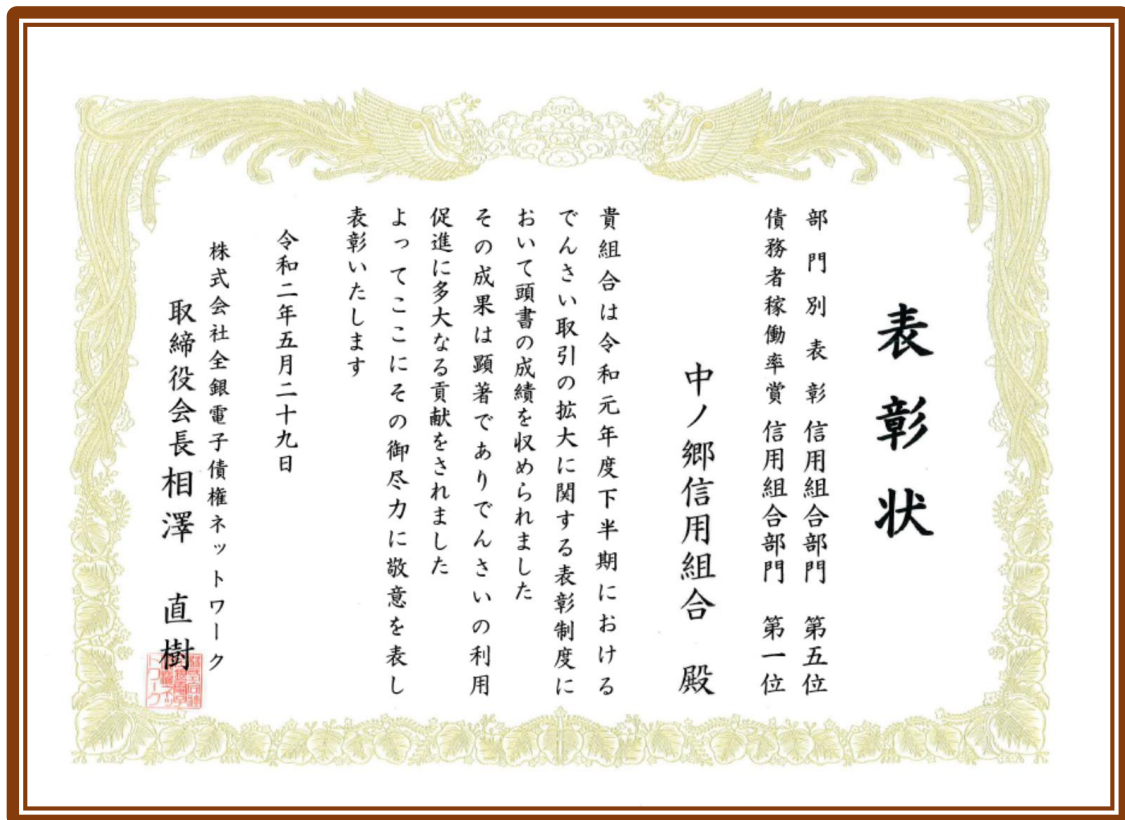 表彰状
部門別表彰 信用組合部門 第五位
債務者稼働率賞 信用組合部門 第一位
中ノ郷信用組合 殿
貴組合は令和元年度下半期における
でんさい取引の拡大に関する表彰制度に
おいて頭書の成績を収められました
その成果は顕著でありでんさいの利用
促進に多大なる貢献をされました
よってここにその御尽力に敬意を表し
表彰いたします
令和二年五月二十九日
株式会社全銀電子債権ネットワーク
取締役会長 相澤 直樹